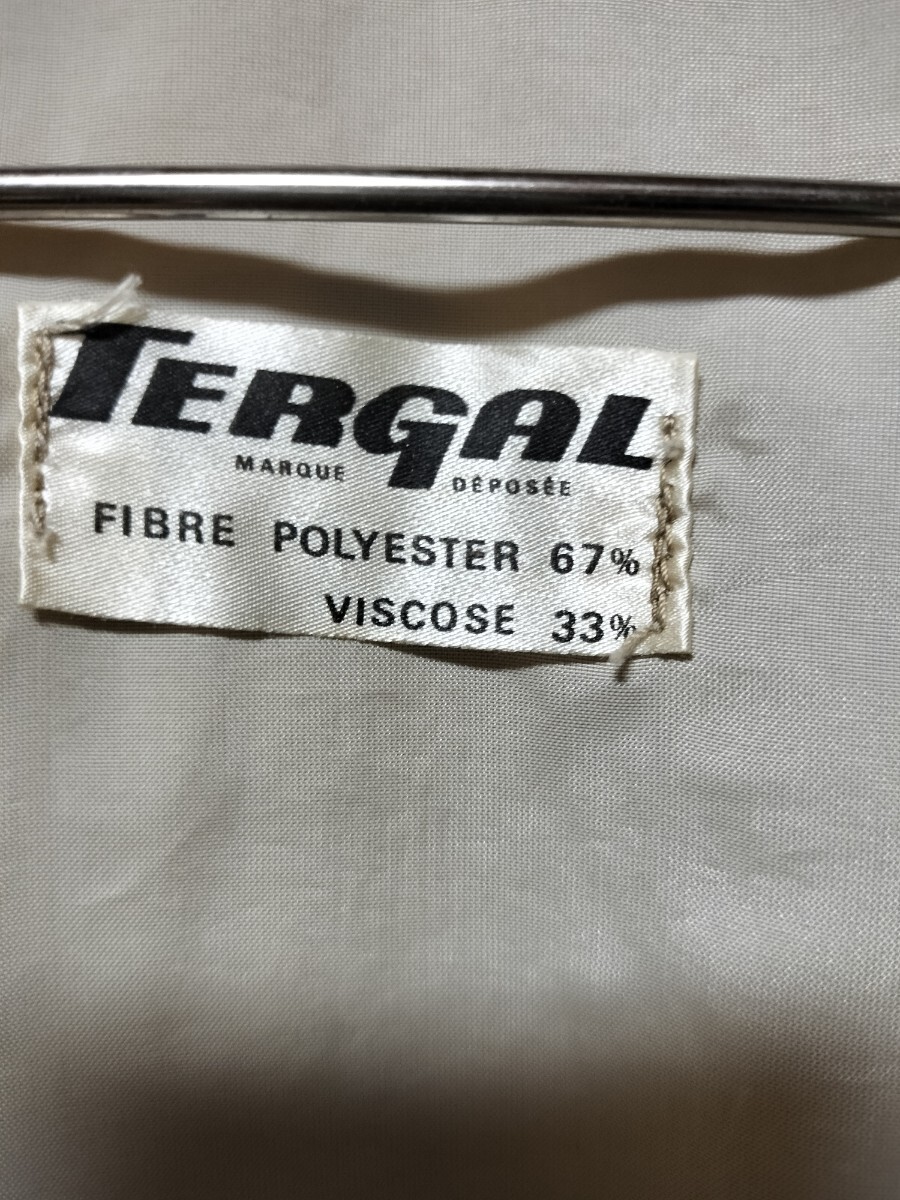 TERGAL
MARQUE DÉPOSÉE
FIBRE POLYESTER 67%
VISCOSE 33%